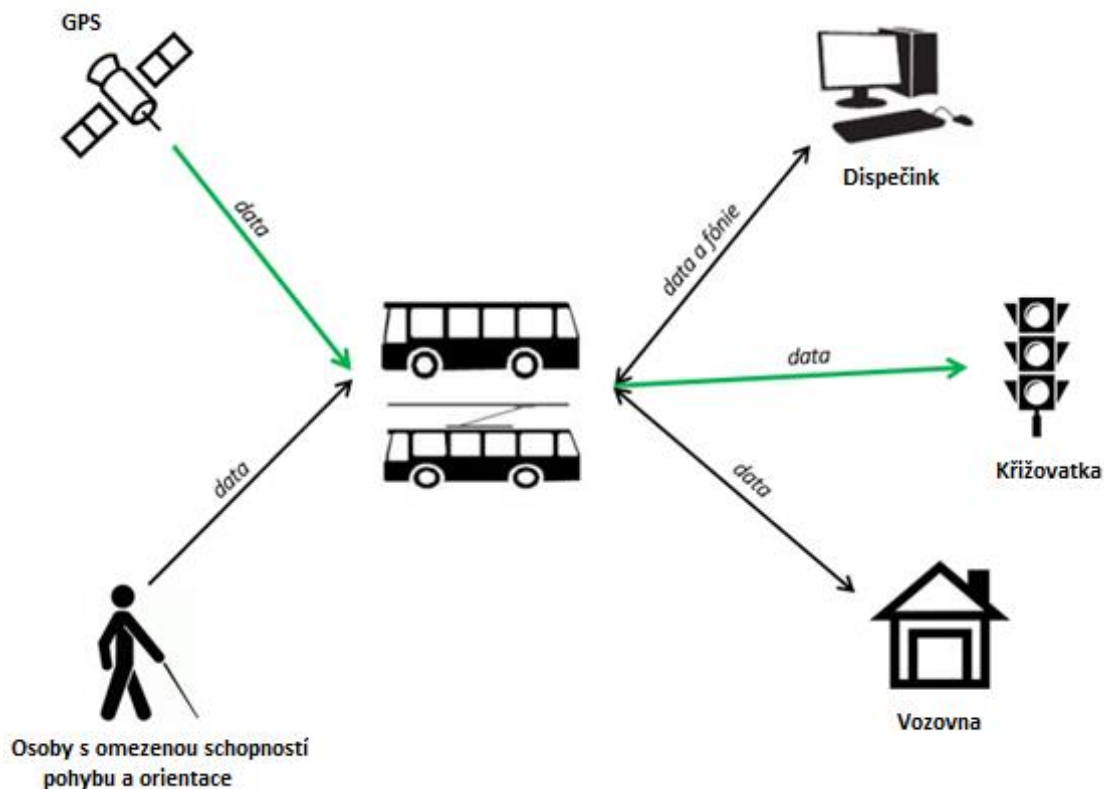 GPS
Dispečink
data
data a fónie
data
Křižovatka
data
data
Vozovna
Osoby s omezenou schopností
pohybu a orientace